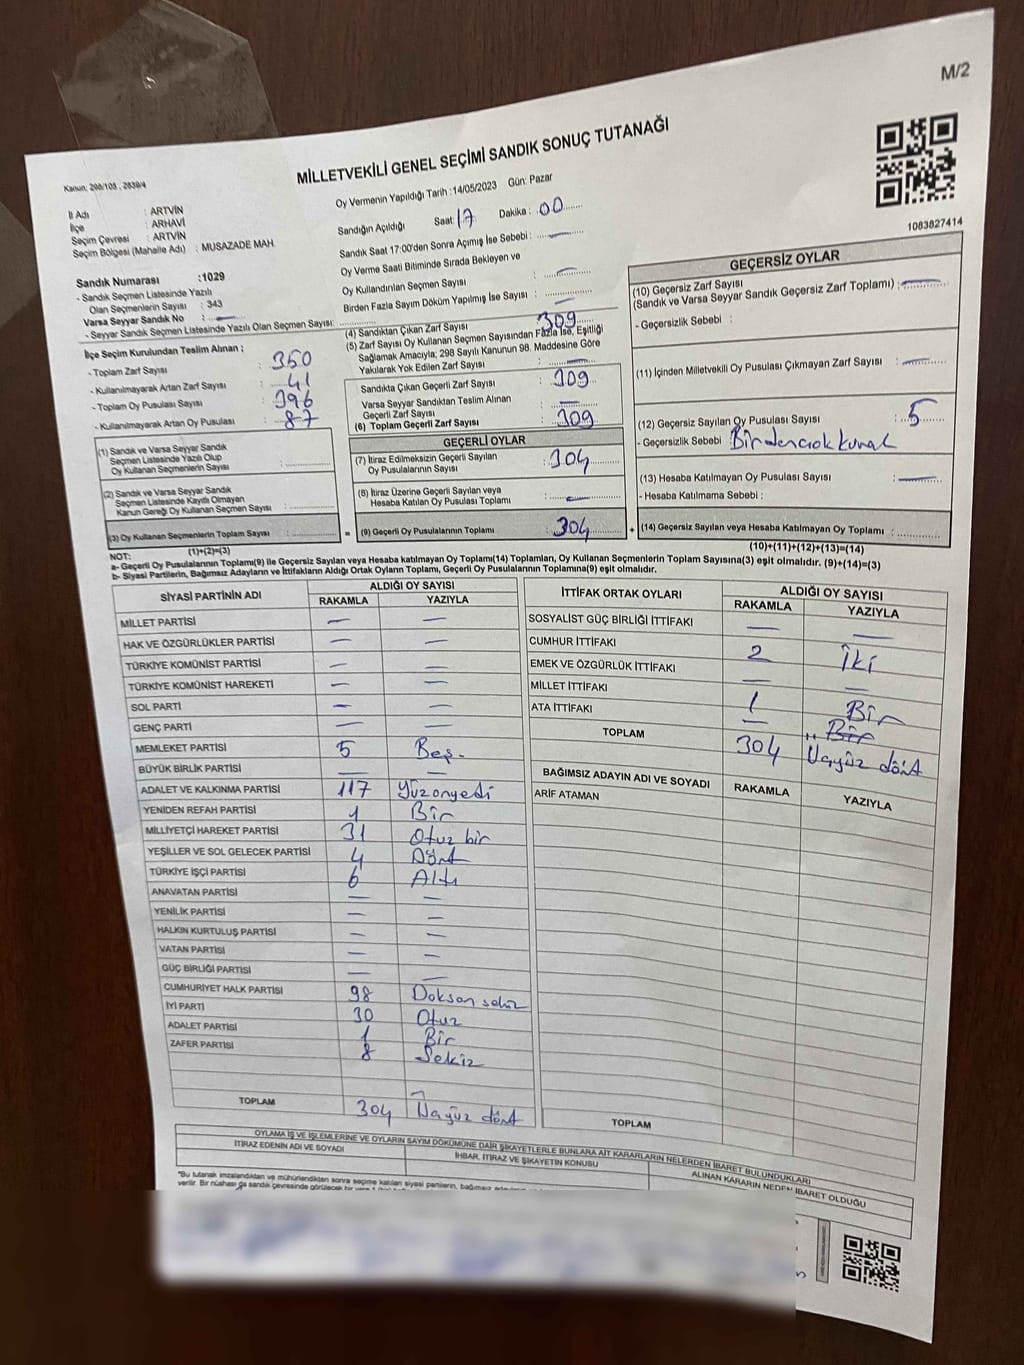 M/2
MİLLETVEKİLİ GENEL SEÇİMİ SANDIK SONUÇ TUTANAĞI
1083827414
Kanun: 298/105 , 2839/4
İl Adı : ARTVİN
İlçe : ARHAVİ
Seçim Çevresi : ARTVİN
Seçim Bölgesi (Mahalle Adı) : MUSAZADE MAH.
Sandık Numarası :1029
- Sandık Seçmen Listesinde Yazılı
Olan Seçmenlerin Sayısı : 343
Varsa Seyyar Sandık No : —
- Seyyar Sandık Seçmen Listesinde Yazılı Olan Seçmen Sayısı:
Oy Vermenin Yapıldığı Tarih :14/05/2023 Gün: Pazar
Sandığın Açıldığı Saat 17 Dakika : 00
Sandık Saat 17:00'den Sonra Açımış İse Sebebi : —
Oy Verme Saati Bitiminde Sırada Bekleyen ve
Oy Kullandırılan Seçmen Sayısı : —
Birden Fazla Sayım Döküm Yapılmış İse Sayısı : —
İlçe Seçim Kurulundan Teslim Alınan ;
- Toplam Zarf Sayısı : 350
- Kullanılmayarak Artan Zarf Sayısı : 41
- Toplam Oy Pusulası Sayısı : 396
- Kullanılmayarak Artan Oy Pusulası : 87
(1) Sandık ve Varsa Seyyar Sandık
Seçmen Listesinde Yazılı Olup
Oy Kullanan Seçmenlerin Sayısı :
(2) Sandık ve Varsa Seyyar Sandık
Seçmen Listesinde Kayıtlı Olmayan
Kanun Gereği Oy Kullanan Seçmen Sayısı :
(3) Oy Kullanan Seçmenlerin Toplam Sayısı :
(1)+(2)=(3)
(4) Sandıktan Çıkan Zarf Sayısı : 309
(5) Zarf Sayısı Oy Kullanan Seçmen Sayısından Fazla İse, Eşitliği
Sağlamak Amacıyla; 298 Sayılı Kanunun 98. Maddesine Göre
Yakılarak Yok Edilen Zarf Sayısı : —
Sandıkta Çıkan Geçerli Zarf Sayısı : 309
Varsa Seyyar Sandıktan Teslim Alınan
Geçerli Zarf Sayısı : —
(6) Toplam Geçerli Zarf Sayısı : 309
GEÇERLİ OYLAR
(7) İtiraz Edilmeksizin Geçerli Sayılan
Oy Pusulalarının Sayısı : 304
(8) İtiraz Üzerine Geçerli Sayılan veya
Hesaba Katılan Oy Pusulası Toplamı : —
= (9) Geçerli Oy Pusulalarının Toplamı : 304 +
GEÇERSİZ OYLAR
(10) Geçersiz Zarf Sayısı
(Sandık ve Varsa Seyyar Sandık Geçersiz Zarf Toplamı) : —
- Geçersizlik Sebebi :
(11) İçinden Milletvekili Oy Pusulası Çıkmayan Zarf Sayısı : —
(12) Geçersiz Sayılan Oy Pusulası Sayısı : 5
- Geçersizlik Sebebi
(13) Hesaba Katılmayan Oy Pusulası Sayısı : —
- Hesaba Katılmama Sebebi :
(14) Geçersiz Sayılan veya Hesaba Katılmayan Oy Toplamı :
(10)+(11)+(12)+(13)=(14)
NOT:
a- Geçerli Oy Pusulalarının Toplamı(9) ile Geçersiz veya Hesaba katılmayan Oy Toplamı(14) Toplamları, Oy Kullanan Seçmenlerin Toplam Sayısına(3) eşit olmalıdır. (9)+(14)=(3)
b- Siyasi Partilerin, Bağımsız Adayların ve İttifakların Aldığı Ortak Oyların Toplamı, Geçerli Oy Pusulalarının Toplamına(9) eşit olmalıdır.
SİYASİ PARTİNİN ADI ALDIĞI OY SAYISI
RAKAMLA YAZIYLA
MİLLET PARTİSİ — —
HAK VE ÖZGÜRLÜKLER PARTİSİ — —
TÜRKİYE KOMÜNİST PARTİSİ — —
TÜRKİYE KOMÜNİST HAREKETİ — —
SOL PARTİ — —
GENÇ PARTİ — —
MEMLEKET PARTİSİ 5 Beş
BÜYÜK BİRLİK PARTİSİ — —
ADALET VE KALKINMA PARTİSİ 117 Yüzonyedi
YENİDEN REFAH PARTİSİ 1 Bir
MİLLİYETÇİ HAREKET PARTİSİ 31 Otuz bir
YEŞİLLER VE SOL GELECEK PARTİSİ 4 Dört
TÜRKİYE İŞÇİ PARTİSİ 6 Altı
ANAVATAN PARTİSİ — —
YENİLİK PARTİSİ — —
HALKIN KURTULUŞ PARTİSİ — —
VATAN PARTİSİ — —
GÜÇ BİRLİĞİ PARTİSİ — —
CUMHURİYET HALK PARTİSİ 98 Doksan sekiz
İYİ PARTİ 30 Otuz
ADALET PARTİSİ 1 Bir
ZAFER PARTİSİ 8 Sekiz
TOPLAM 304 Üçyüz dört
İTTİFAK ORTAK OYLARI ALDIĞI OY SAYISI
RAKAMLA YAZIYLA
SOSYALİST GÜÇ BİRLİĞİ İTTİFAKI — —
CUMHUR İTTİFAKI 2 İki
EMEK VE ÖZGÜRLÜK İTTİFAKI — —
MİLLET İTTİFAKI 1 Bir
ATA İTTİFAKI — Bir
TOPLAM 304 Üçyüz dört
BAĞIMSIZ ADAYIN ADI VE SOYADI RAKAMLA YAZIYLA
ARİF ATAMAN
TOPLAM
OYLAMA İŞ VE İŞLEMLERİNE VE OYLARIN SAYIM DÖKÜMÜNE DAİR ŞİKAYETLERLE BUNLARA AİT KARARLARIN NELERDEN İBARET BULUNDUKLARI
İTİRAZ EDENİN ADI VE SOYADI İHBAR, İTİRAZ VE ŞİKAYETİN KONUSU ALINAN KARARIN NEDEN İBARET OLDUĞU
*Bu tutanak imzalandıktan ve mühürlendikten sonra seçime katılan siyasi partilerin, bağımsız
verilir. Bir nüshası da sandık çevresinde görülecek bir yere